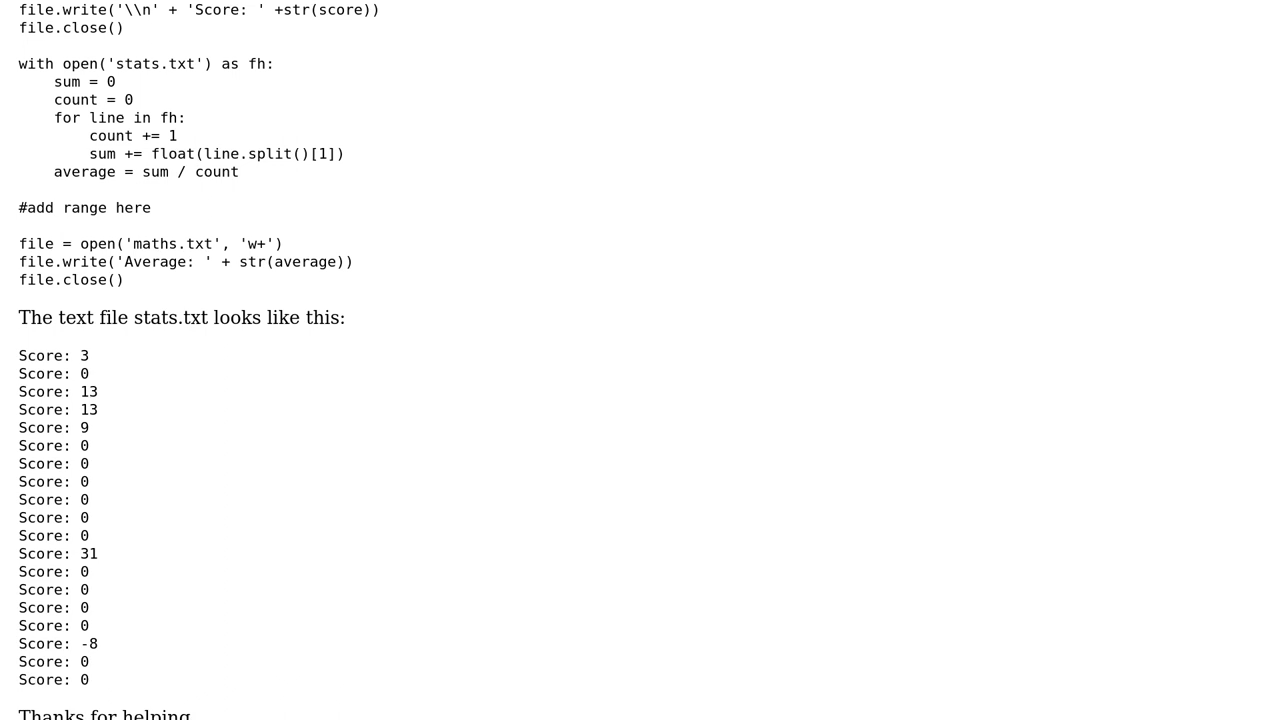 file.write('\\n' + 'Score: ' +str(score))
file.close()

with open('stats.txt') as fh:
    sum = 0
    count = 0
    for line in fh:
        count += 1
        sum += float(line.split()[1])
    average = sum / count

#add range here

file = open('maths.txt', 'w+')
file.write('Average: ' + str(average))
file.close()

The text file stats.txt looks like this:

Score: 3
Score: 0
Score: 13
Score: 13
Score: 9
Score: 0
Score: 0
Score: 0
Score: 0
Score: 0
Score: 0
Score: 31
Score: 0
Score: 0
Score: 0
Score: 0
Score: -8
Score: 0
Score: 0

Thanks for helping